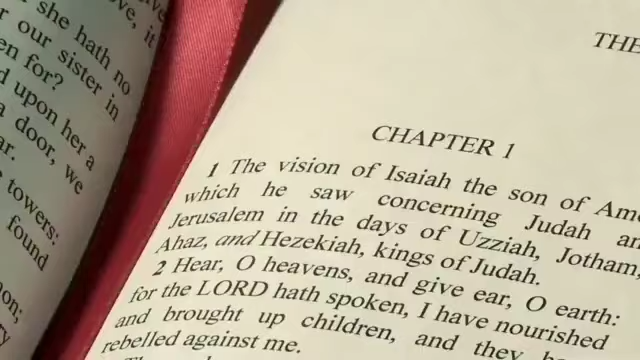 she hath no
our sister in
for?
upon her a
door, we
towers:
found
THE
CHAPTER 1
1 The vision of Isaiah the son of
which he saw concerning Judah
Jerusalem in the days of Uzziah, Jotham,
Ahaz, and Hezekiah, kings of Judah.
2 Hear, O heavens, and give ear, O earth:
for the LORD hath spoken, I have nourished
and brought up children, and they
rebelled against me.